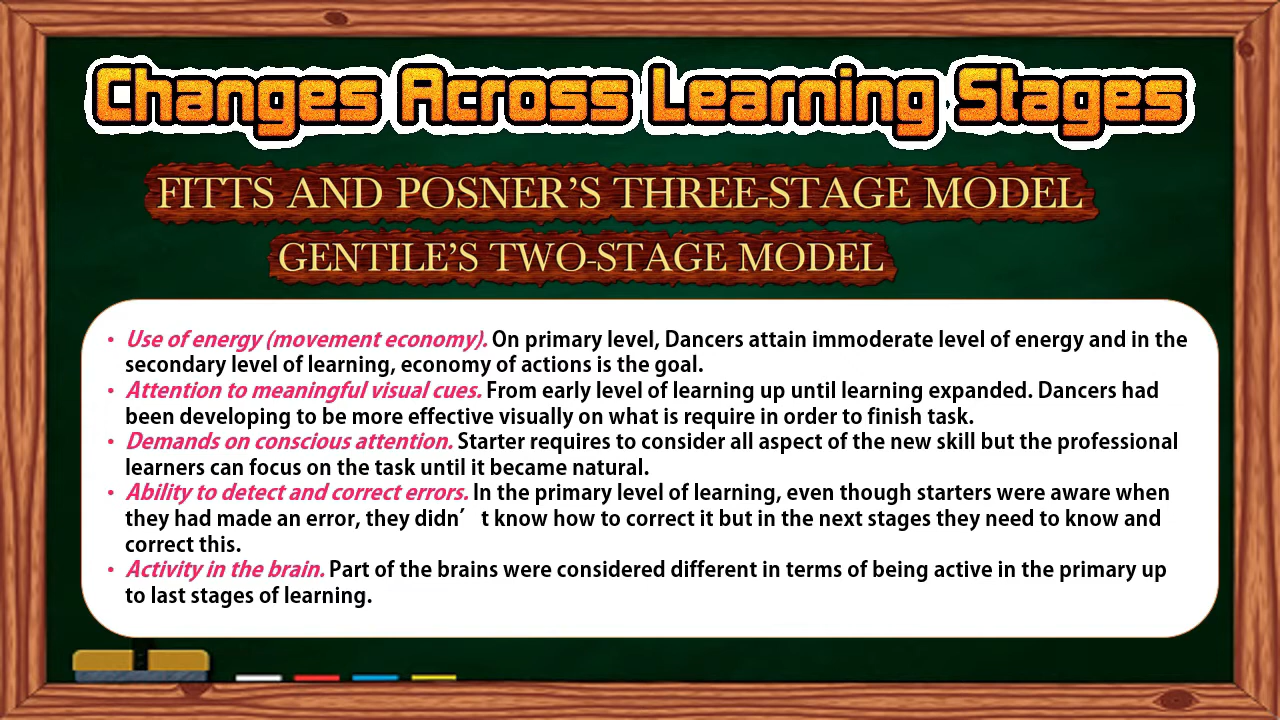 Changes Across Learning Stages
FITTS AND POSNER’S THREE-STAGE MODEL
GENTILE’S TWO-STAGE MODEL
• Use of energy (movement economy). On primary level, Dancers attain immoderate level of energy and in the
secondary level of learning, economy of actions is the goal.
• Attention to meaningful visual cues. From early level of learning up until learning expanded. Dancers had
been developing to be more effective visually on what is require in order to finish task.
• Demands on conscious attention. Starter requires to consider all aspect of the new skill but the professional
learners can focus on the task until it became natural.
• Ability to detect and correct errors. In the primary level of learning, even though starters were aware when
they had made an error, they didn’t know how to correct it but in the next stages they need to know and
correct this.
• Activity in the brain. Part of the brains were considered different in terms of being active in the primary up
to last stages of learning.